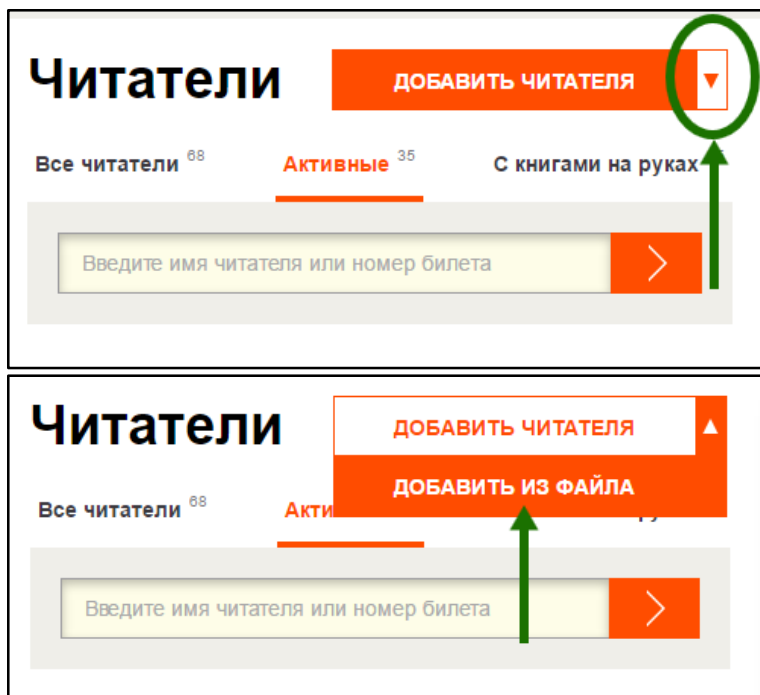 Читатели ДОБАВИТЬ ЧИТАТЕЛЯ ▼
Все читатели 68 Активные 35 С книгами на руках
Введите имя читателя или номер билета
Читатели ДОБАВИТЬ ЧИТАТЕЛЯ ▲
ДОБАВИТЬ ИЗ ФАЙЛА
Все читатели 68 Акти
Введите имя читателя или номер билета